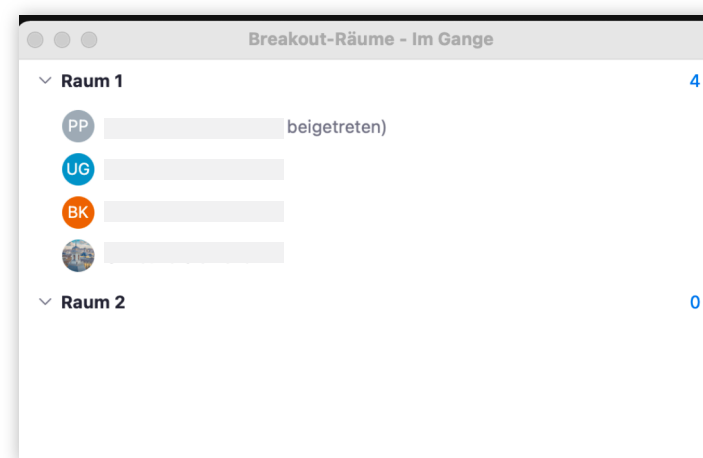 Breakout-Räume - Im Gange
Raum 1 4
PP beigetreten)
UG
BK
Raum 2 0